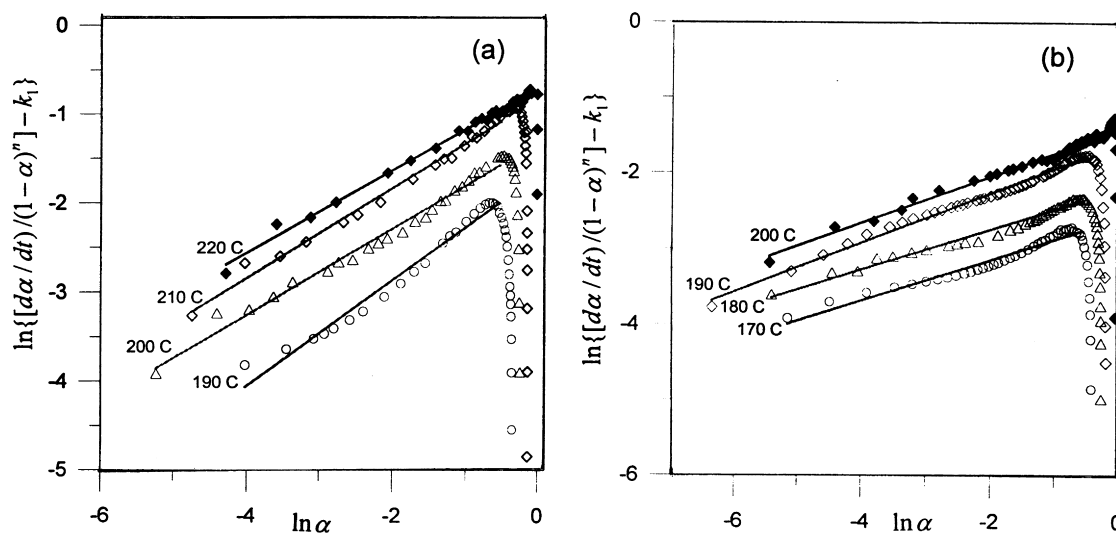 (a)
ln{[dα/dt)/(1-α)^n]-k₁}
0
-1
-2
-3
-4
-5
220 C
210 C
200 C
190 C
-6
-4
-2
0
ln α
(b)
ln{[dα/dt)/(1-α)^n]-k₁}
-0
-2
-4
-6
200 C
190 C
180 C
170 C
-6
-4
-2
0
ln α